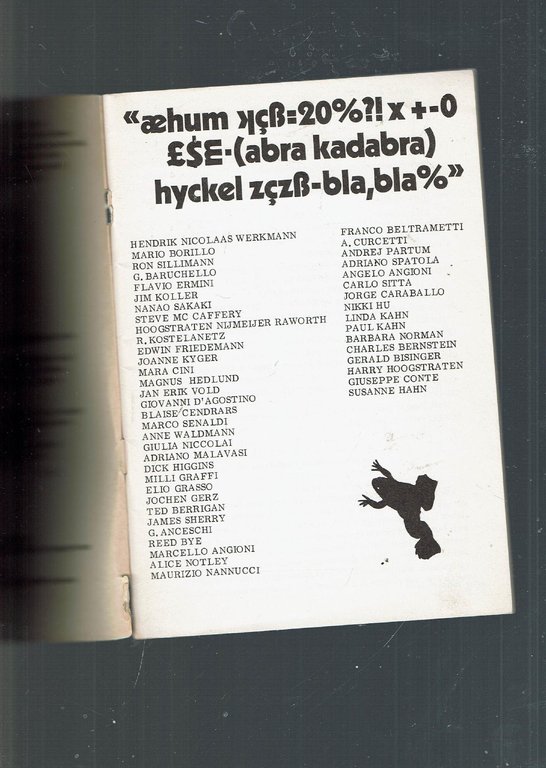 «æhum ʞçß=20%?! x +-0
£$E-(abra kadabra)
hyckel zçzß-bla,bla%»
HENDRIK NICOLAAS WERKMANN
MARIO BORILLO
RON SILLIMANN
G. BARUCHELLO
FLAVIO ERMINI
JIM KOLLER
NANAO SAKAKI
STEVE MC CAFFERY
HOOGSTRATEN NIJMEIJER RAWORTH
R. KOSTELANETZ
EDWIN FRIEDEMANN
JOANNE KYGER
MARA CINI
MAGNUS HEDLUND
JAN ERIK VOLD
GIOVANNI D'AGOSTINO
BLAISE CENDRARS
MARCO SENALDI
ANNE WALDMANN
GIULIA NICCOLAI
ADRIANO MALAVASI
DICK HIGGINS
MILLI GRAFFI
ELIO GRASSO
JOCHEN GERZ
TED BERRIGAN
JAMES SHERRY
G. ANCESCHI
REED BYE
MARCELLO ANGIONI
ALICE NOTLEY
MAURIZIO NANNUCCI
FRANCO BELTRAMETTI
A. CURCETTI
ANDREJ PARTUM
ADRIANO SPATOLA
ANGELO ANGIONI
CARLO SITTA
JORGE CARABALLO
NIKKI HU
LINDA KAHN
PAUL KAHN
BARBARA NORMAN
CHARLES BERNSTEIN
GERALD BISINGER
HARRY HOOGSTRATEN
GIUSEPPE CONTE
SUSANNE HAHN